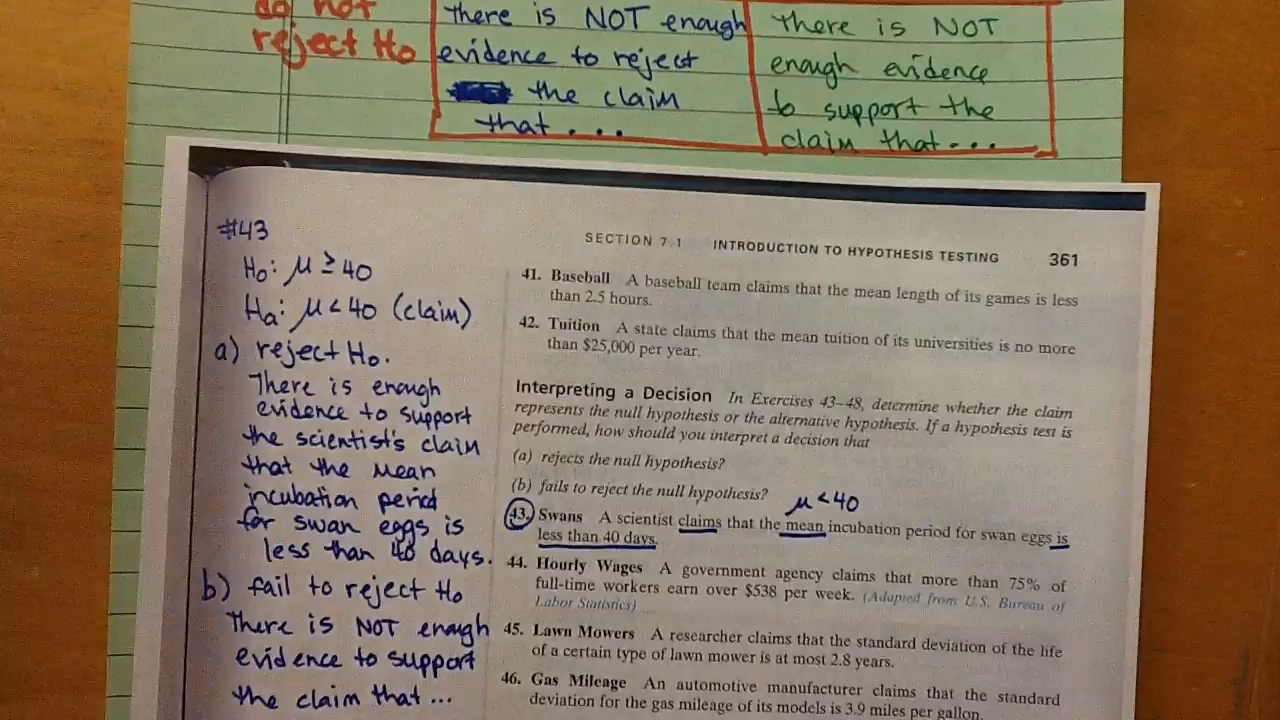 do not
reject Ho
there is NOT enough
evidence to reject
the claim
that . . .
there is NOT
enough evidence
to support the
claim that...
#43
Ho: μ ≥ 40
Ha: μ < 40 (claim)
a) reject Ho.
There is enough
evidence to support
the scientist's claim
that the mean
incubation period
for swan eggs is
less than 40 days.
b) fail to reject Ho
There is NOT enough
evidence to support
the claim that ...
SECTION 7.1 INTRODUCTION TO HYPOTHESIS TESTING 361
41. Baseball A baseball team claims that the mean length of its games is less
than 2.5 hours.
42. Tuition A state claims that the mean tuition of its universities is no more
than $25,000 per year.
Interpreting a Decision In Exercises 43–48, determine whether the claim
represents the null hypothesis or the alternative hypothesis. If a hypothesis test is
performed, how should you interpret a decision that
(a) rejects the null hypothesis?
(b) fails to reject the null hypothesis?
μ < 40
43. Swans A scientist claims that the mean incubation period for swan eggs is
less than 40 days.
44. Hourly Wages A government agency claims that more than 75% of
full-time workers earn over $538 per week. (Adapted from U.S. Bureau of
Labor Statistics)
45. Lawn Mowers A researcher claims that the standard deviation of the life
of a certain type of lawn mower is at most 2.8 years.
46. Gas Mileage An automotive manufacturer claims that the standard
deviation for the gas mileage of its models is 3.9 miles per gallon.